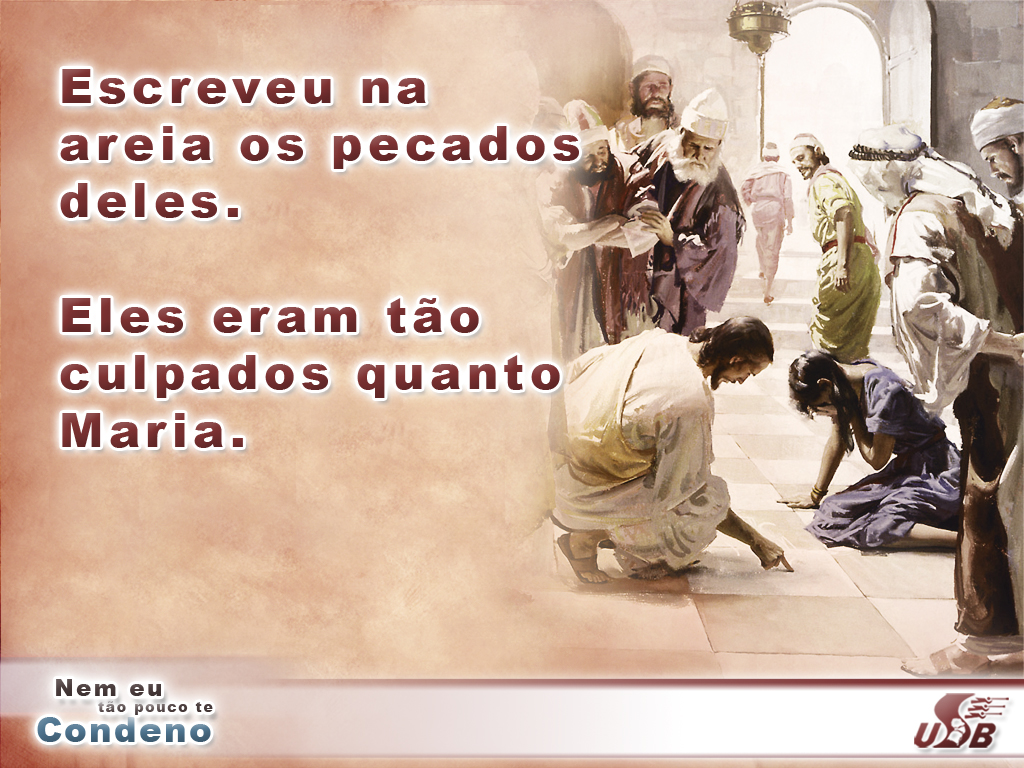 Escreveu na
areia os pecados
deles.
Eles eram tão
culpados quanto
Maria.
Nem eu
tão pouco te
Condeno
USB